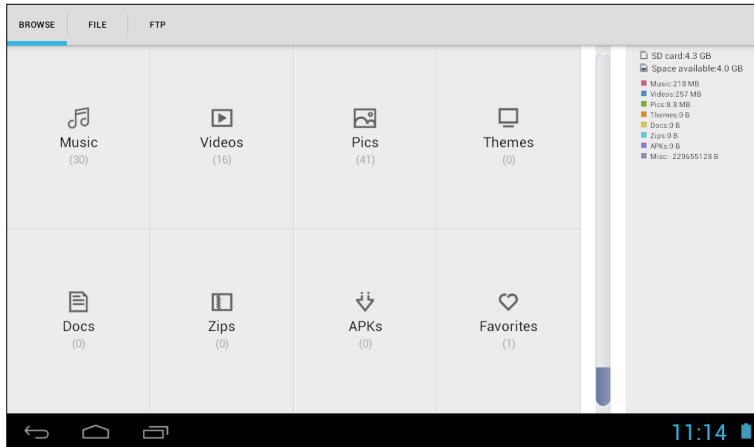 BROWSE FILE FTP
Music
(30)
Videos
(16)
Pics
(41)
Themes
(0)
Docs
(0)
Zips
(0)
APKs
(0)
Favorites
(1)
SD card:4.3 GB
Space available:4.0 GB
Music:218 MB
Videos:257 MB
Pics:8.8 MB
Themes:0 B
Docs:0 B
Zips:0 B
APKs:0 B
Misc:-229655128 B
11:14